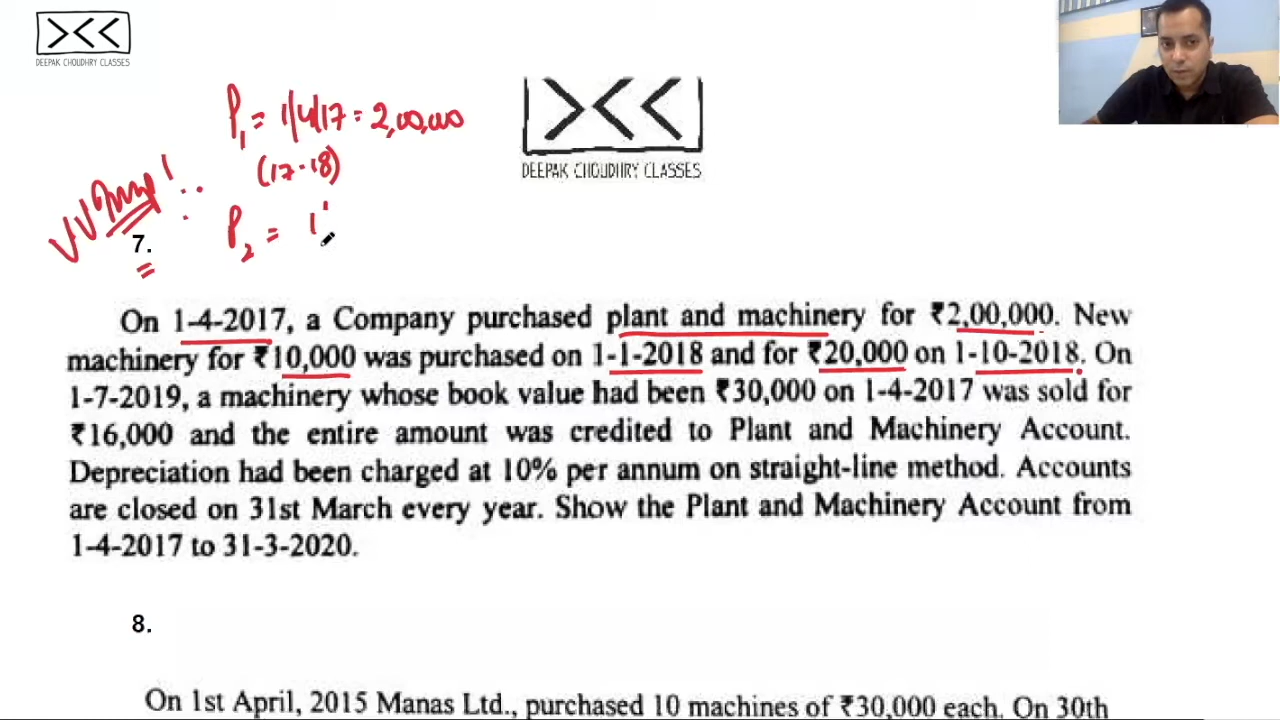 DEEPAK CHOUDHRY CLASSES
P₁ = 1/4/17 = 2,00,000
(17-18)
DEEPAK CHOUDHRY CLASSES
VV Imp!
P₂ = 1
7.
On 1-4-2017, a Company purchased plant and machinery for ₹2,00,000. New
machinery for ₹10,000 was purchased on 1-1-2018 and for ₹20,000 on 1-10-2018. On
1-7-2019, a machinery whose book value had been ₹30,000 on 1-4-2017 was sold for
₹16,000 and the entire amount was credited to Plant and Machinery Account.
Depreciation had been charged at 10% per annum on straight-line method. Accounts
are closed on 31st March every year. Show the Plant and Machinery Account from
1-4-2017 to 31-3-2020.
8.
On 1st April, 2015 Manas Ltd., purchased 10 machines of ₹30,000 each. On 30th